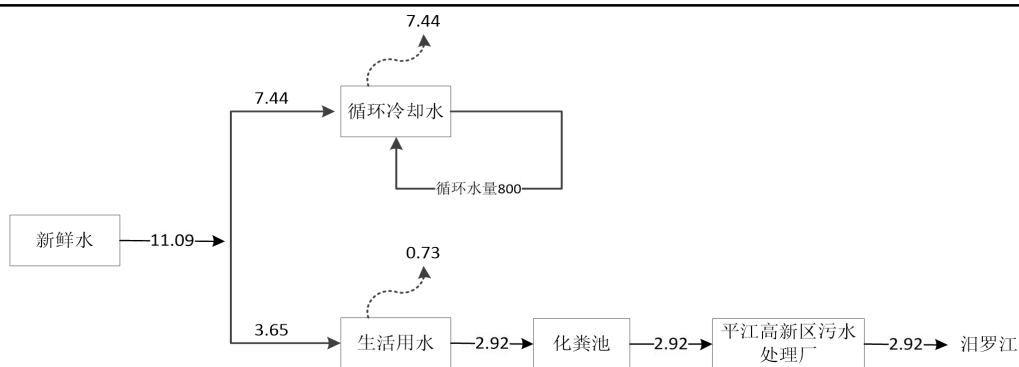 7.44
7.44
循环冷却水
循环水量800
新鲜水
11.09
0.73
3.65
生活用水
2.92
化粪池
2.92
平江高新区污水
处理厂
2.92
汨罗江